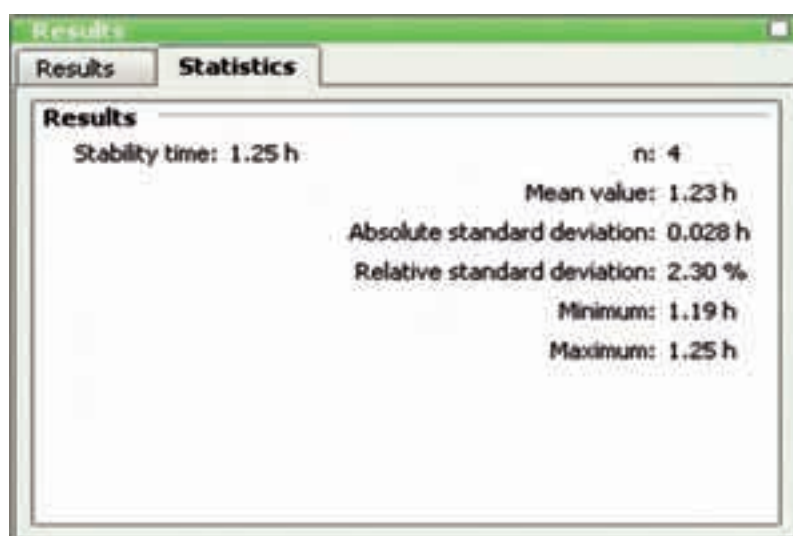 Results
Results Statistics
Results
Stability time: 1.25 h n: 4
Mean value: 1.23 h
Absolute standard deviation: 0.028 h
Relative standard deviation: 2.30 %
Minimum: 1.19 h
Maximum: 1.25 h